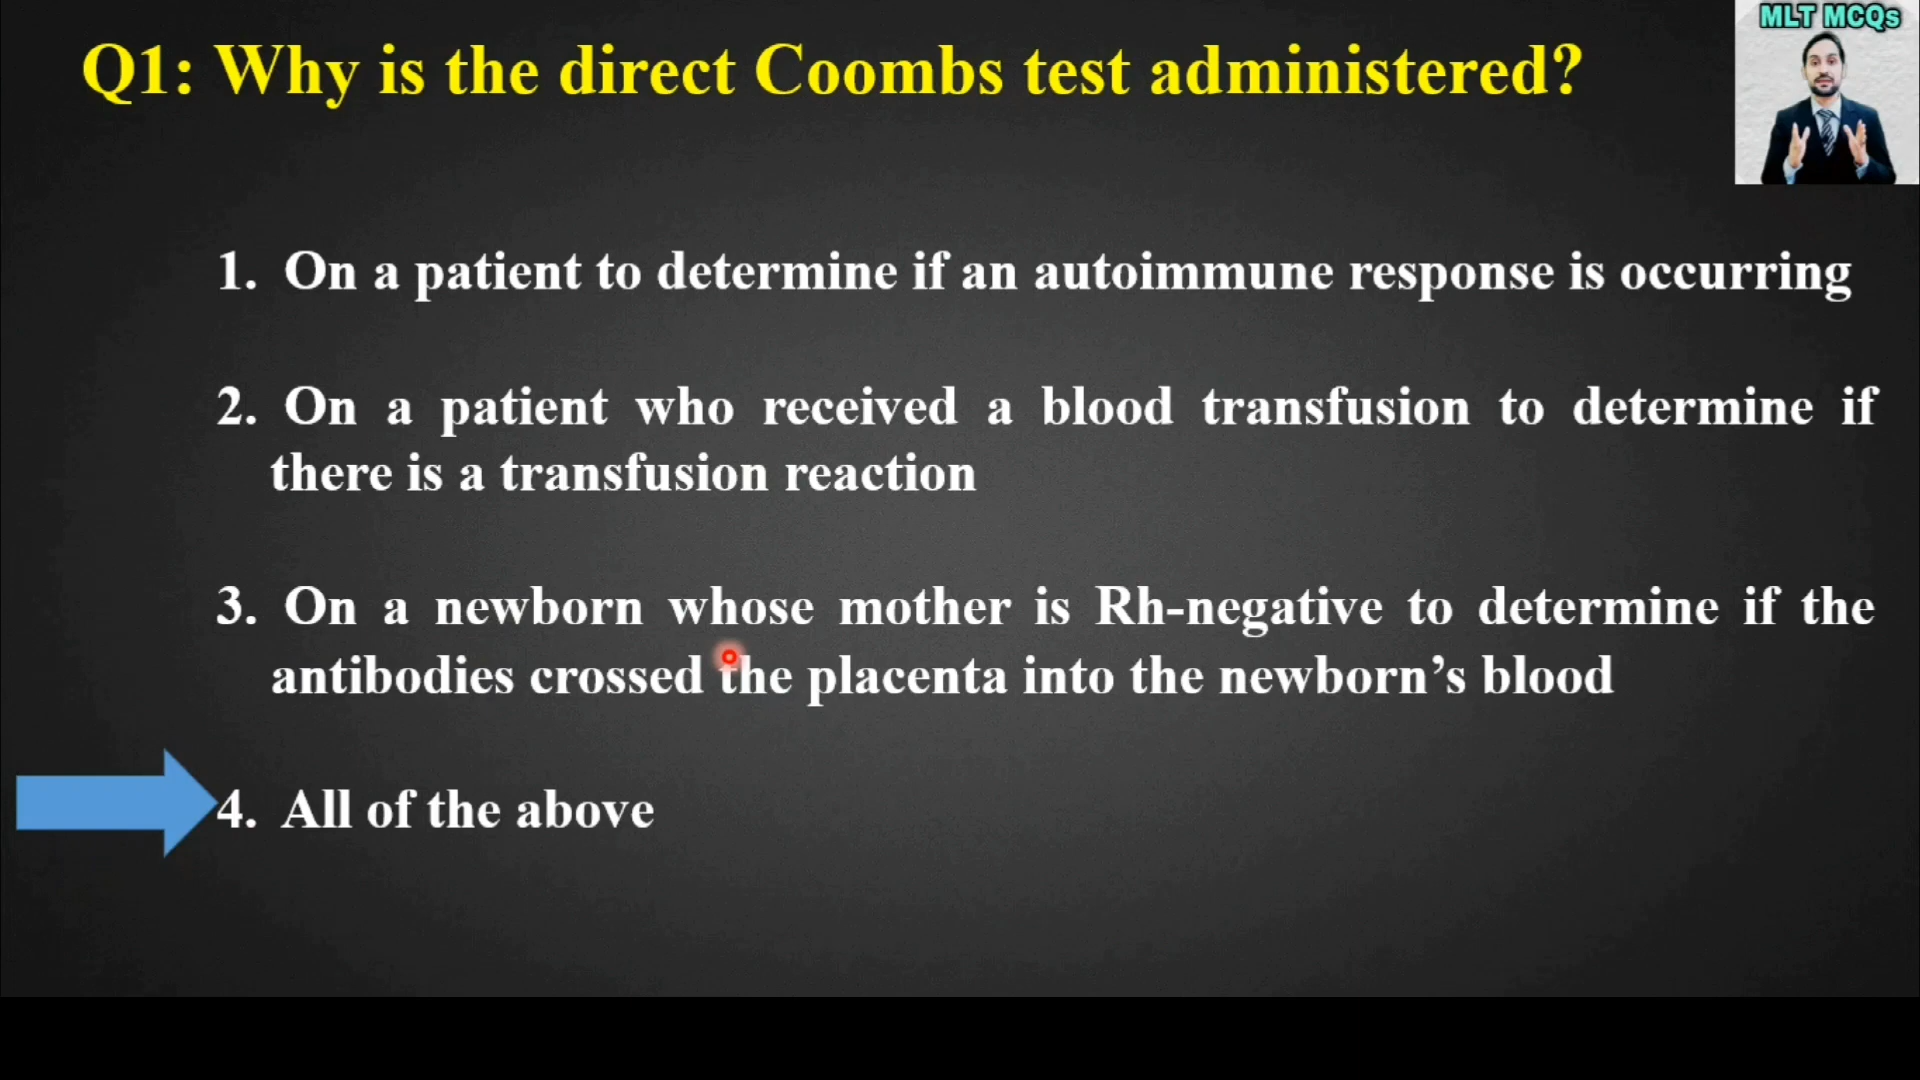 MLT MCQs
Q1: Why is the direct Coombs test administered?
1. On a patient to determine if an autoimmune response is occurring
2. On a patient who received a blood transfusion to determine if
there is a transfusion reaction
3. On a newborn whose mother is Rh-negative to determine if the
antibodies crossed the placenta into the newborn’s blood
4. All of the above